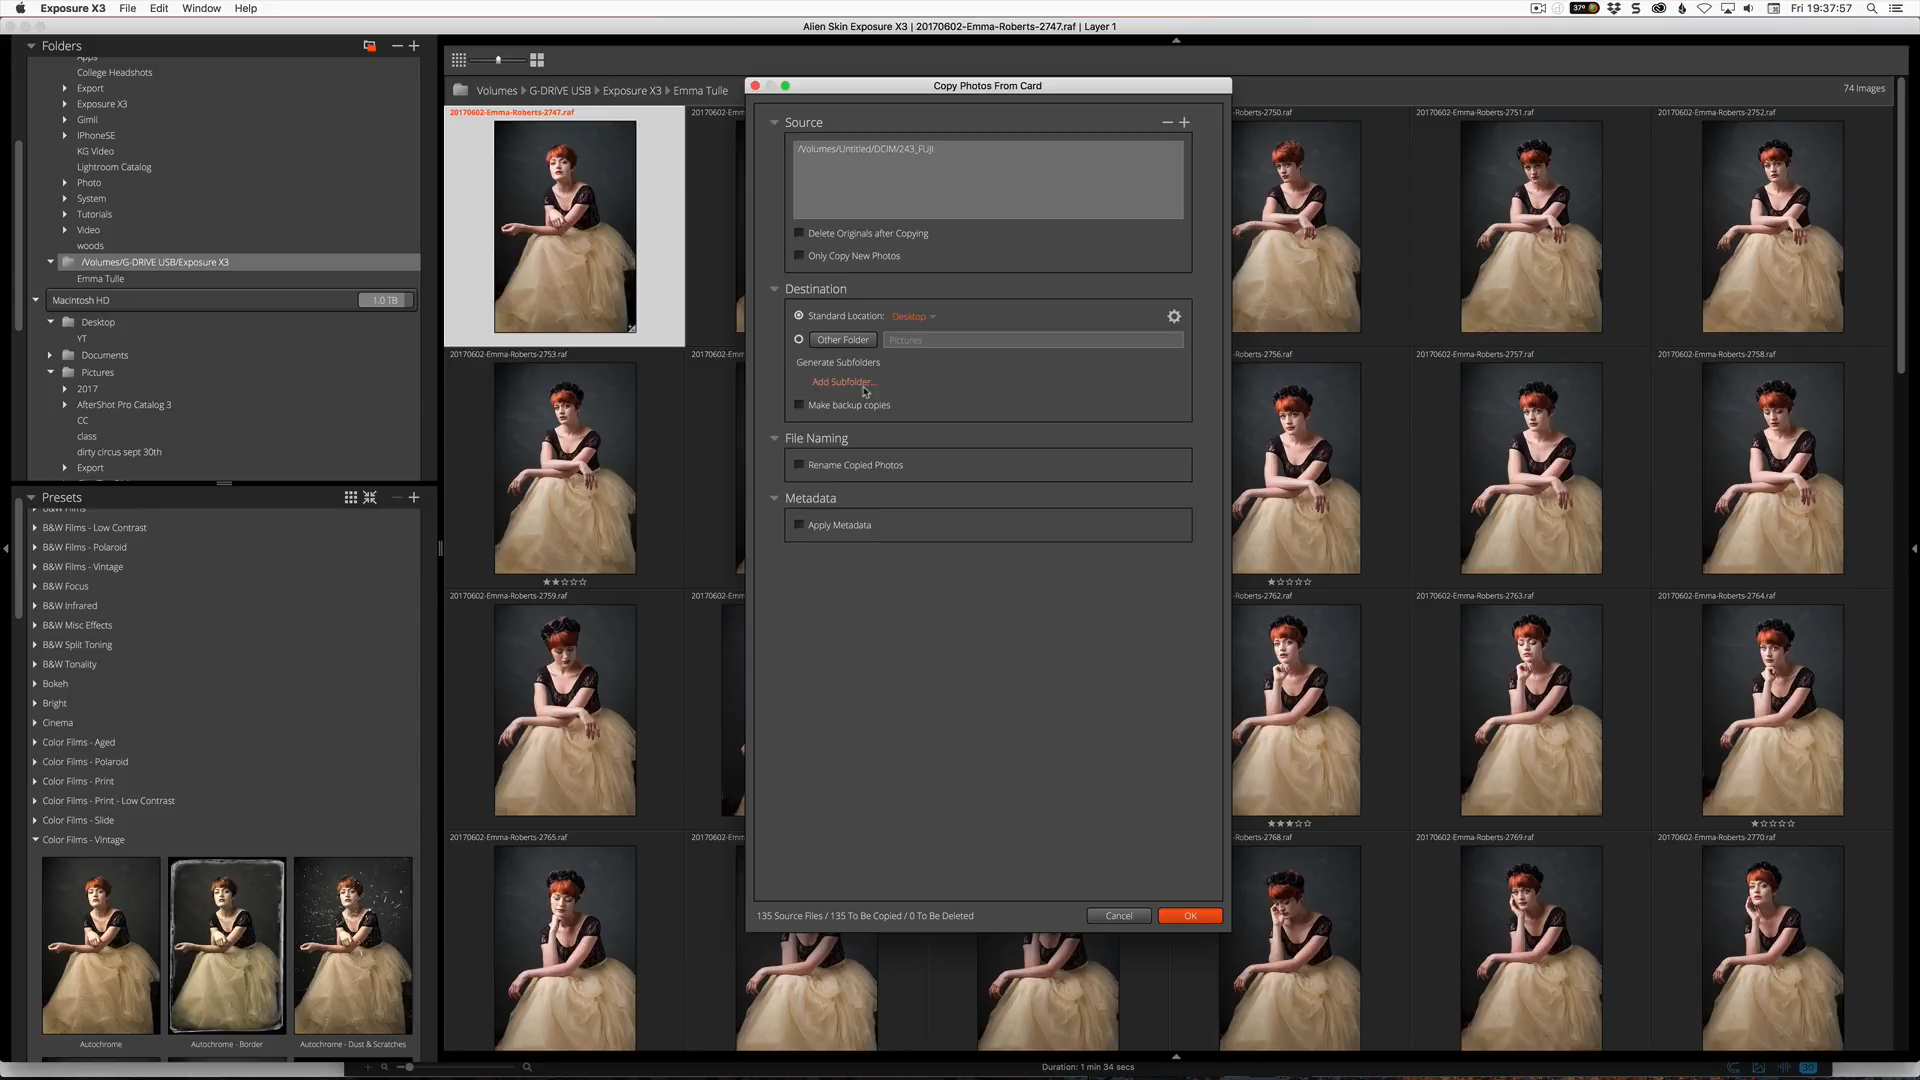 Exposure X3 File Edit Window Help
37° Fri 19:37:57
Alien Skin Exposure X3 | 20170602-Emma-Roberts-2747.raf | Layer 1
Folders
Apps
College Headshots
Export
Exposure X3
Gimli
IPhoneSE
KG Video
Lightroom Catalog
Photo
System
Tutorials
Video
woods
/Volumes/G-DRIVE USB/Exposure X3
Emma Tulle
Macintosh HD 1.0 TB
Desktop
YT
Documents
Pictures
2017
AfterShot Pro Catalog 3
CC
class
dirty circus sept 30th
Export
Presets
B&W Films
B&W Films - Low Contrast
B&W Films - Polaroid
B&W Films - Vintage
B&W Focus
B&W Infrared
B&W Misc Effects
B&W Split Toning
B&W Tonality
Bokeh
Bright
Cinema
Color Films - Aged
Color Films - Polaroid
Color Films - Print
Color Films - Print - Low Contrast
Color Films - Slide
Color Films - Vintage
Autochrome Autochrome - Border Autochrome - Dust & Scratches
Volumes G-DRIVE USB Exposure X3 Emma Tulle
74 Images
20170602-Emma-Roberts-2747.raf
-Roberts-2750.raf
20170602-Emma-Roberts-2751.raf
20170602-Emma-Roberts-2752.raf
20170602-Emma-Roberts-2753.raf
20170602-Emma-Roberts-2757.raf
20170602-Emma-Roberts-2758.raf
20170602-Emma-Roberts-2759.raf
-Roberts-2762.raf
20170602-Emma-Roberts-2763.raf
20170602-Emma-Roberts-2764.raf
20170602-Emma-Roberts-2765.raf
-Roberts-2768.raf
20170602-Emma-Roberts-2769.raf
20170602-Emma-Roberts-2770.raf
Copy Photos From Card
Source
/Volumes/Untitled/DCIM/243_FUJI
Delete Originals after Copying
Only Copy New Photos
Destination
Standard Location: Desktop
Other Folder Pictures
Generate Subfolders
Add Subfolder...
Make backup copies
File Naming
Rename Copied Photos
Metadata
Apply Metadata
135 Source Files / 135 To Be Copied / 0 To Be Deleted
Cancel OK
Duration: 1 min 34 secs
30